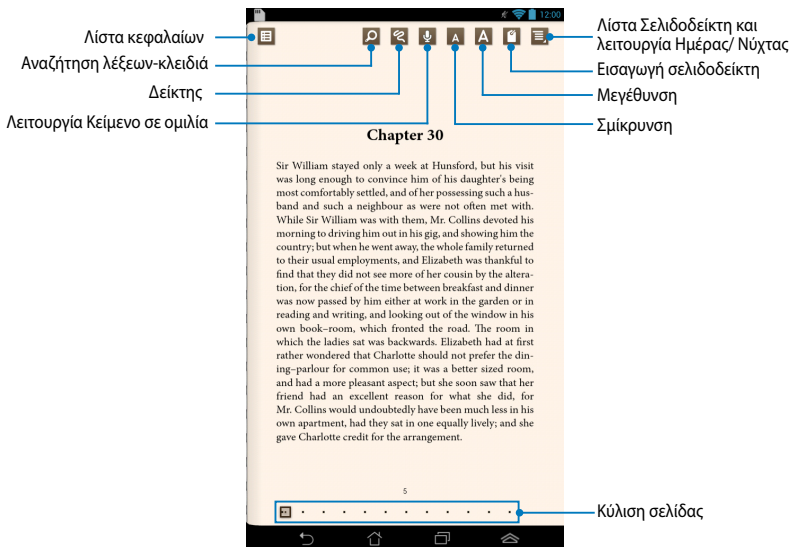 Λίστα κεφαλαίων
Αναζήτηση λέξεων-κλειδιά
Δείκτης
Λειτουργία Κείμενο σε ομιλία
12:00
A
A
Λίστα Σελιδοδείκτη και
λειτουργία Ημέρας/ Νύχτας
Εισαγωγή σελιδοδείκτη
Μεγέθυνση
Σμίκρυνση
Chapter 30
Sir William stayed only a week at Hunsford, but his visit
was long enough to convince him of his daughter's being
most comfortably settled, and of her possessing such a hus-
band and such a neighbour as were not often met with.
While Sir William was with them, Mr. Collins devoted his
morning to driving him out in his gig, and showing him the
country; but when he went away, the whole family returned
to their usual employments, and Elizabeth was thankful to
find that they did not see more of her cousin by the altera-
tion, for the chief of the time between breakfast and dinner
was now passed by him either at work in the garden or in
reading and writing, and looking out of the window in his
own book–room, which fronted the road. The room in
which the ladies sat was backwards. Elizabeth had at first
rather wondered that Charlotte should not prefer the din-
ing–parlour for common use; it was a better sized room,
and had a more pleasant aspect; but she soon saw that her
friend had an excellent reason for what she did, for
Mr. Collins would undoubtedly have been much less in his
own apartment, had they sat in one equally lively; and she
gave Charlotte credit for the arrangement.
5
Κύλιση σελίδας